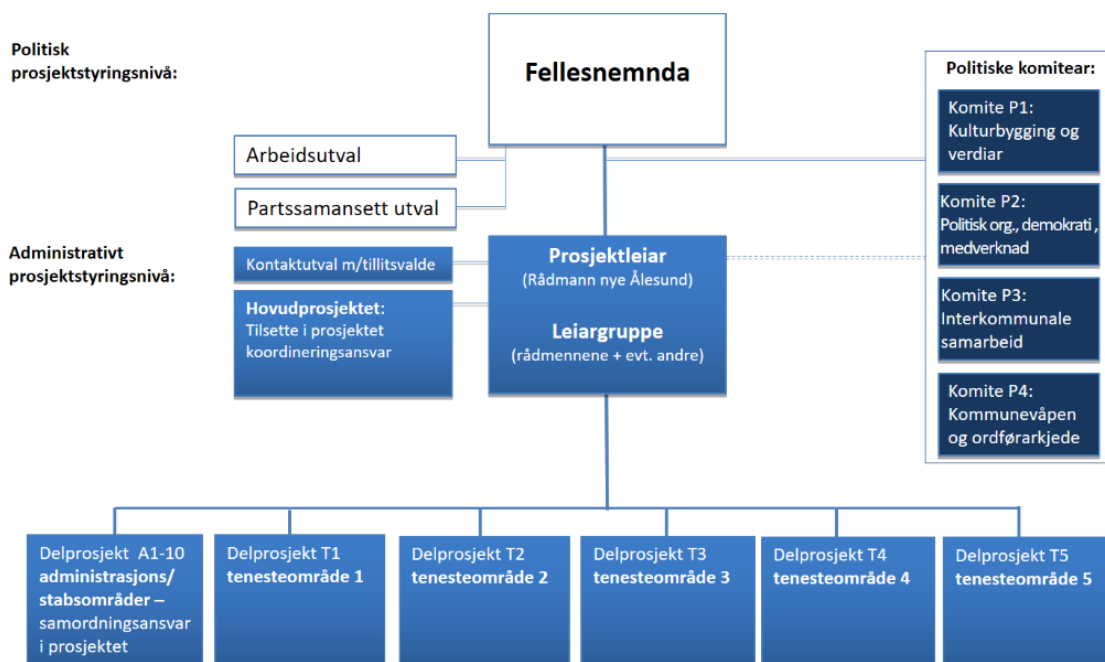 Politisk
prosjektstyringsnivå:
Fellesnemnda
Arbeidsutval
Partssamansett utval
Politiske komitear:
Komite P1:
Kulturbygging og
verdiar
Komite P2:
Politisk org., demokrati ,
medverknad
Komite P3:
Interkommunale
samarbeid
Komite P4:
Kommunevåpen
og ordførarkjede
Administrativt
prosjektstyringsnivå:
Kontaktutval m/tillitsvalde
Hovudprosjektet:
Tilsette i prosjektet
koordineringsansvar
Prosjektleiar
(Rådmann nye Ålesund)
Leiargruppe
(rådmennene + evt. andre)
Delprosjekt A1-10
administrasjons/
stabsområder –
samordningsansvar
i prosjektet
Delprosjekt T1
tenesteområde 1
Delprosjekt T2
tenesteområde 2
Delprosjekt T3
tenesteområde 3
Delprosjekt T4
tenesteområde 4
Delprosjekt T5
tenesteområde 5